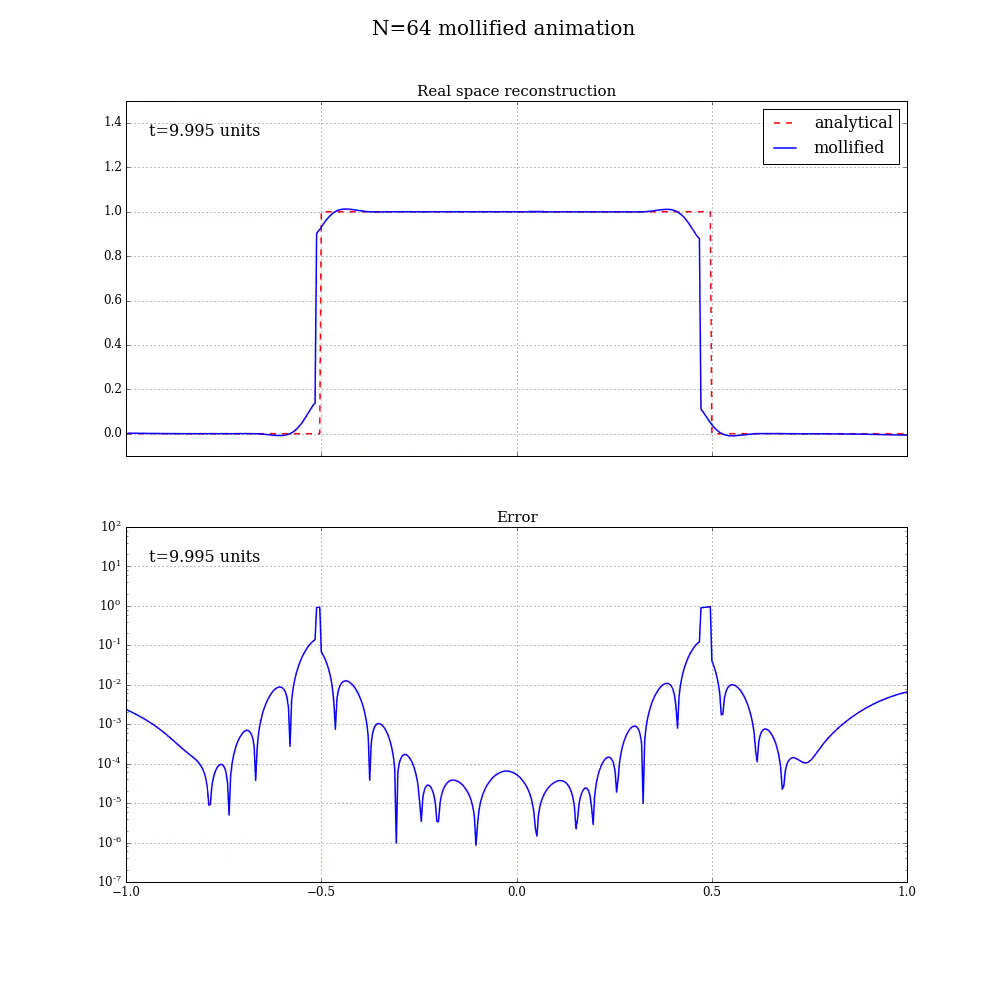 N=64 mollified animation
Real space reconstruction
t=9.995 units
analytical
mollified
1.4
1.2
1.0
0.8
0.6
0.4
0.2
0.0
Error
t=9.995 units
10²
10¹
10⁰
10⁻¹
10⁻²
10⁻³
10⁻⁴
10⁻⁵
10⁻⁶
10⁻⁷
−1.0 −0.5 0.0 0.5 1.0